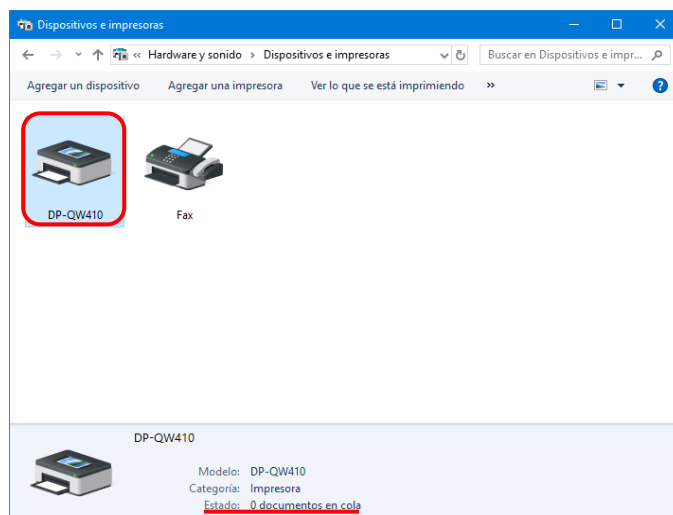 Dispositivos e impresoras
« Hardware y sonido > Dispositivos e impresoras Buscar en Dispositivos e impr...
Agregar un dispositivo Agregar una impresora Ver lo que se está imprimiendo »
DP-QW410 Fax
DP-QW410
Modelo: DP-QW410
Categoría: Impresora
Estado: 0 documentos en cola